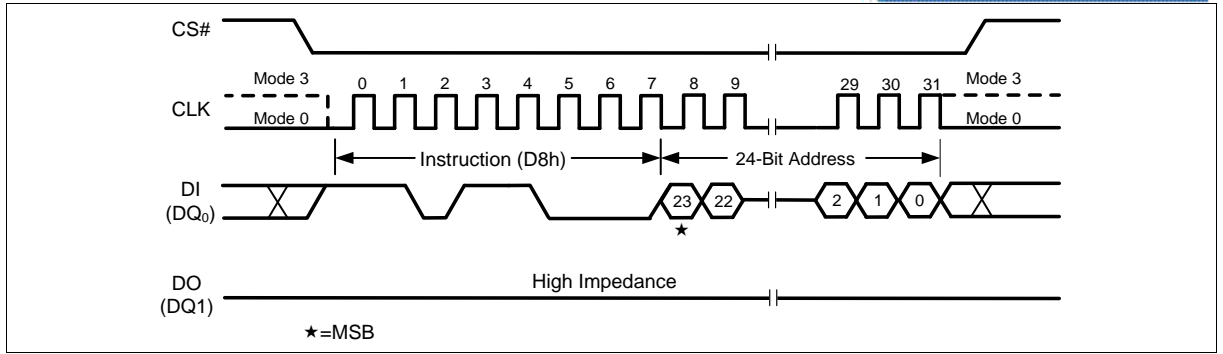 CS#
Mode 3 0 1 2 3 4 5 6 7 8 9 29 30 31 Mode 3
CLK
Mode 0 Mode 0
Instruction (D8h) 24-Bit Address
DI
(DQ0) 23 22 2 1 0
★
High Impedance
DO
(DQ1)
★=MSB